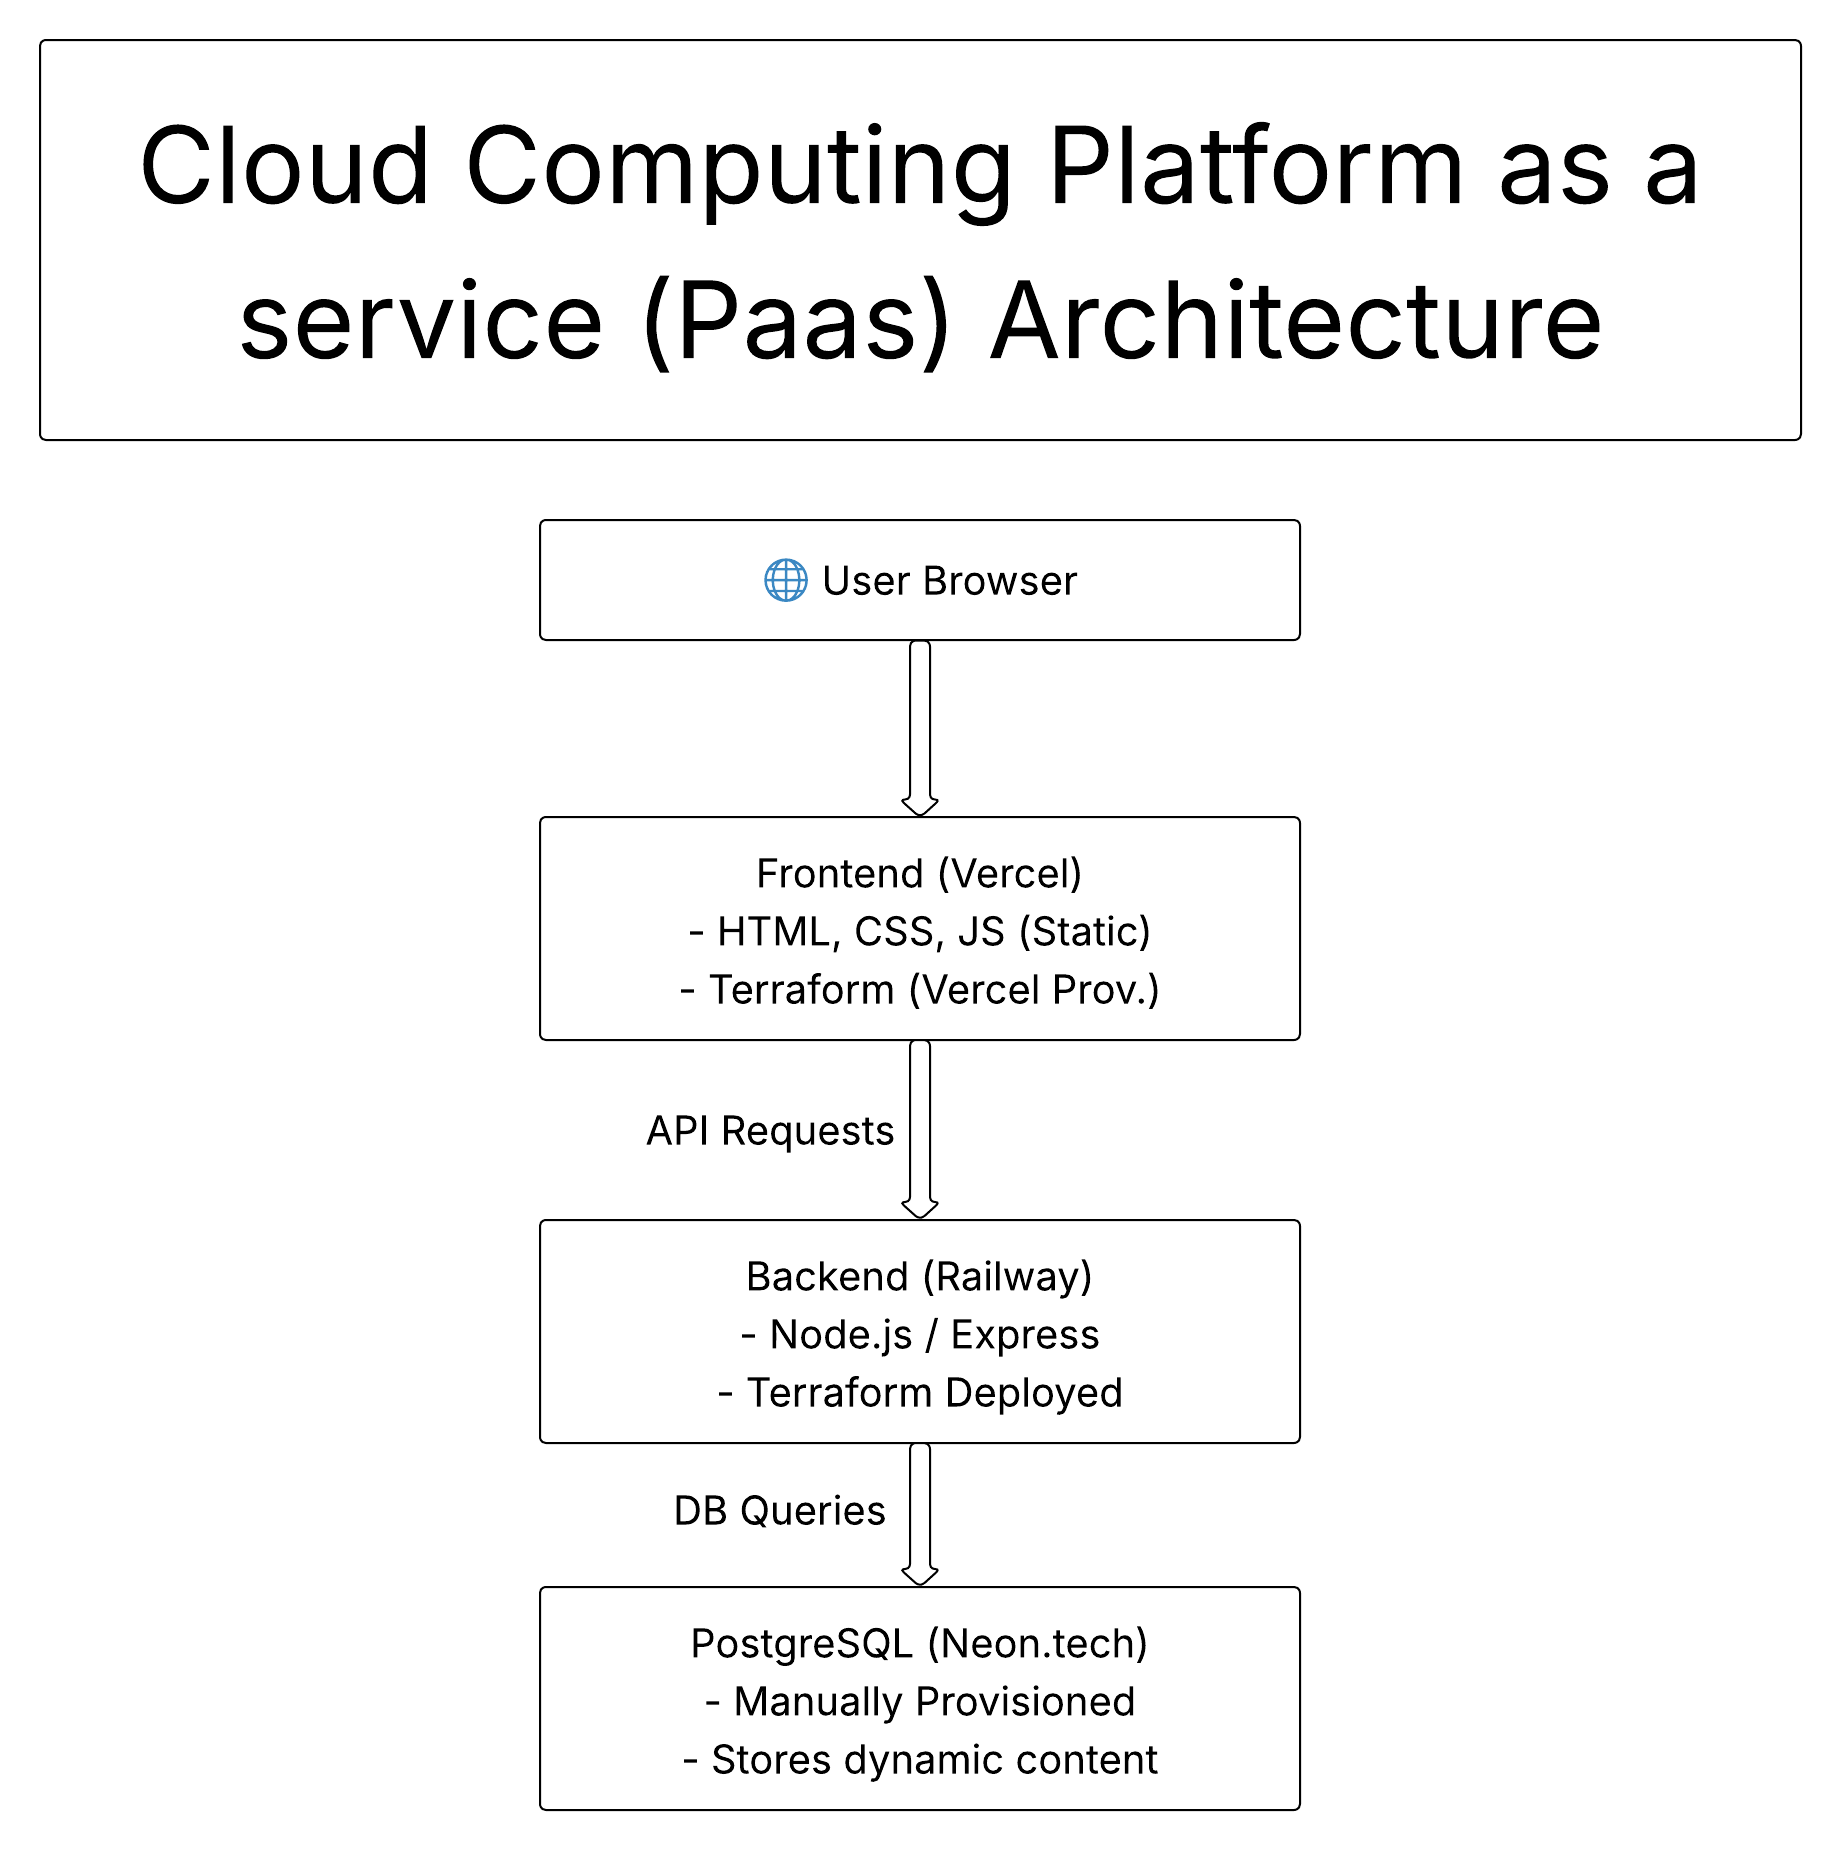 Cloud Computing Platform as a
service (Paas) Architecture
🌐 User Browser
Frontend (Vercel)
- HTML, CSS, JS (Static)
- Terraform (Vercel Prov.)
API Requests
Backend (Railway)
- Node.js / Express
- Terraform Deployed
DB Queries
PostgreSQL (Neon.tech)
- Manually Provisioned
- Stores dynamic content